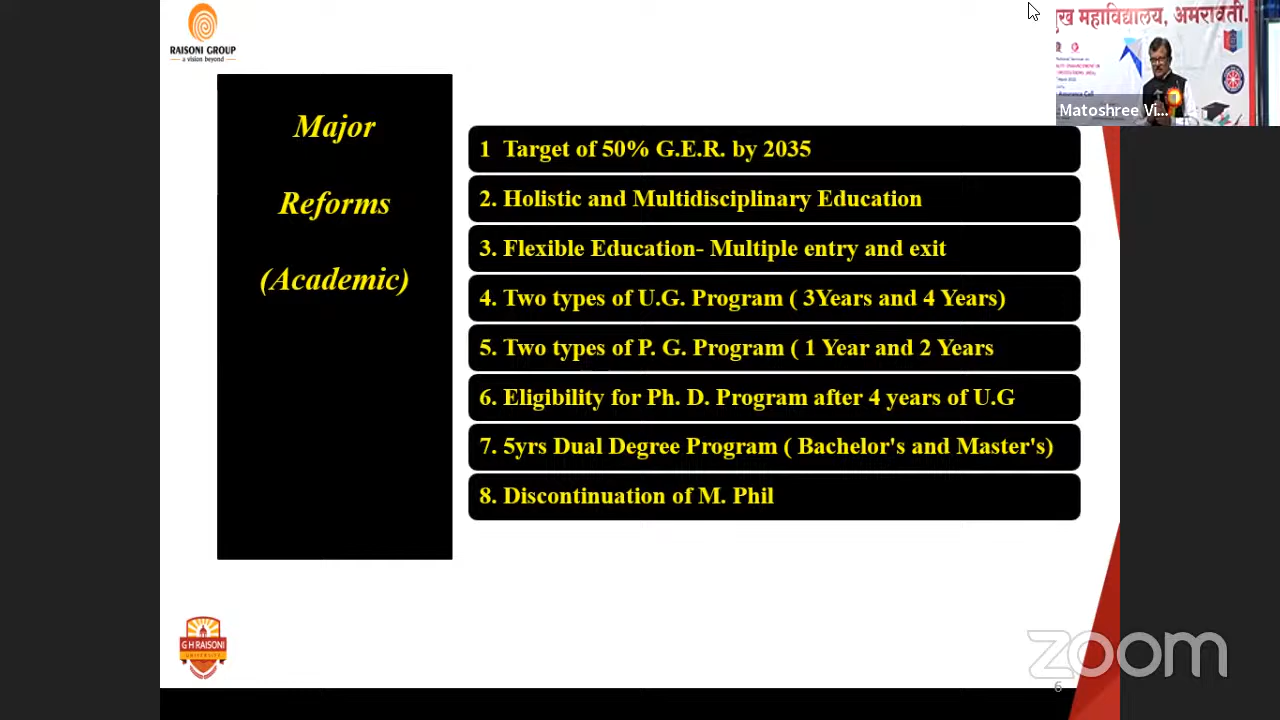 RAISONI GROUP
a vision beyond
Major
Reforms
(Academic)
1 Target of 50% G.E.R. by 2035
2. Holistic and Multidisciplinary Education
3. Flexible Education- Multiple entry and exit
4. Two types of U.G. Program ( 3Years and 4 Years)
5. Two types of P. G. Program ( 1 Year and 2 Years
6. Eligibility for Ph. D. Program after 4 years of U.G
7. 5yrs Dual Degree Program ( Bachelor's and Master's)
8. Discontinuation of M. Phil
महाविद्यालय, अमरावती.
Matoshree Vi...
G H RAISONI
UNIVERSITY
zoom
6